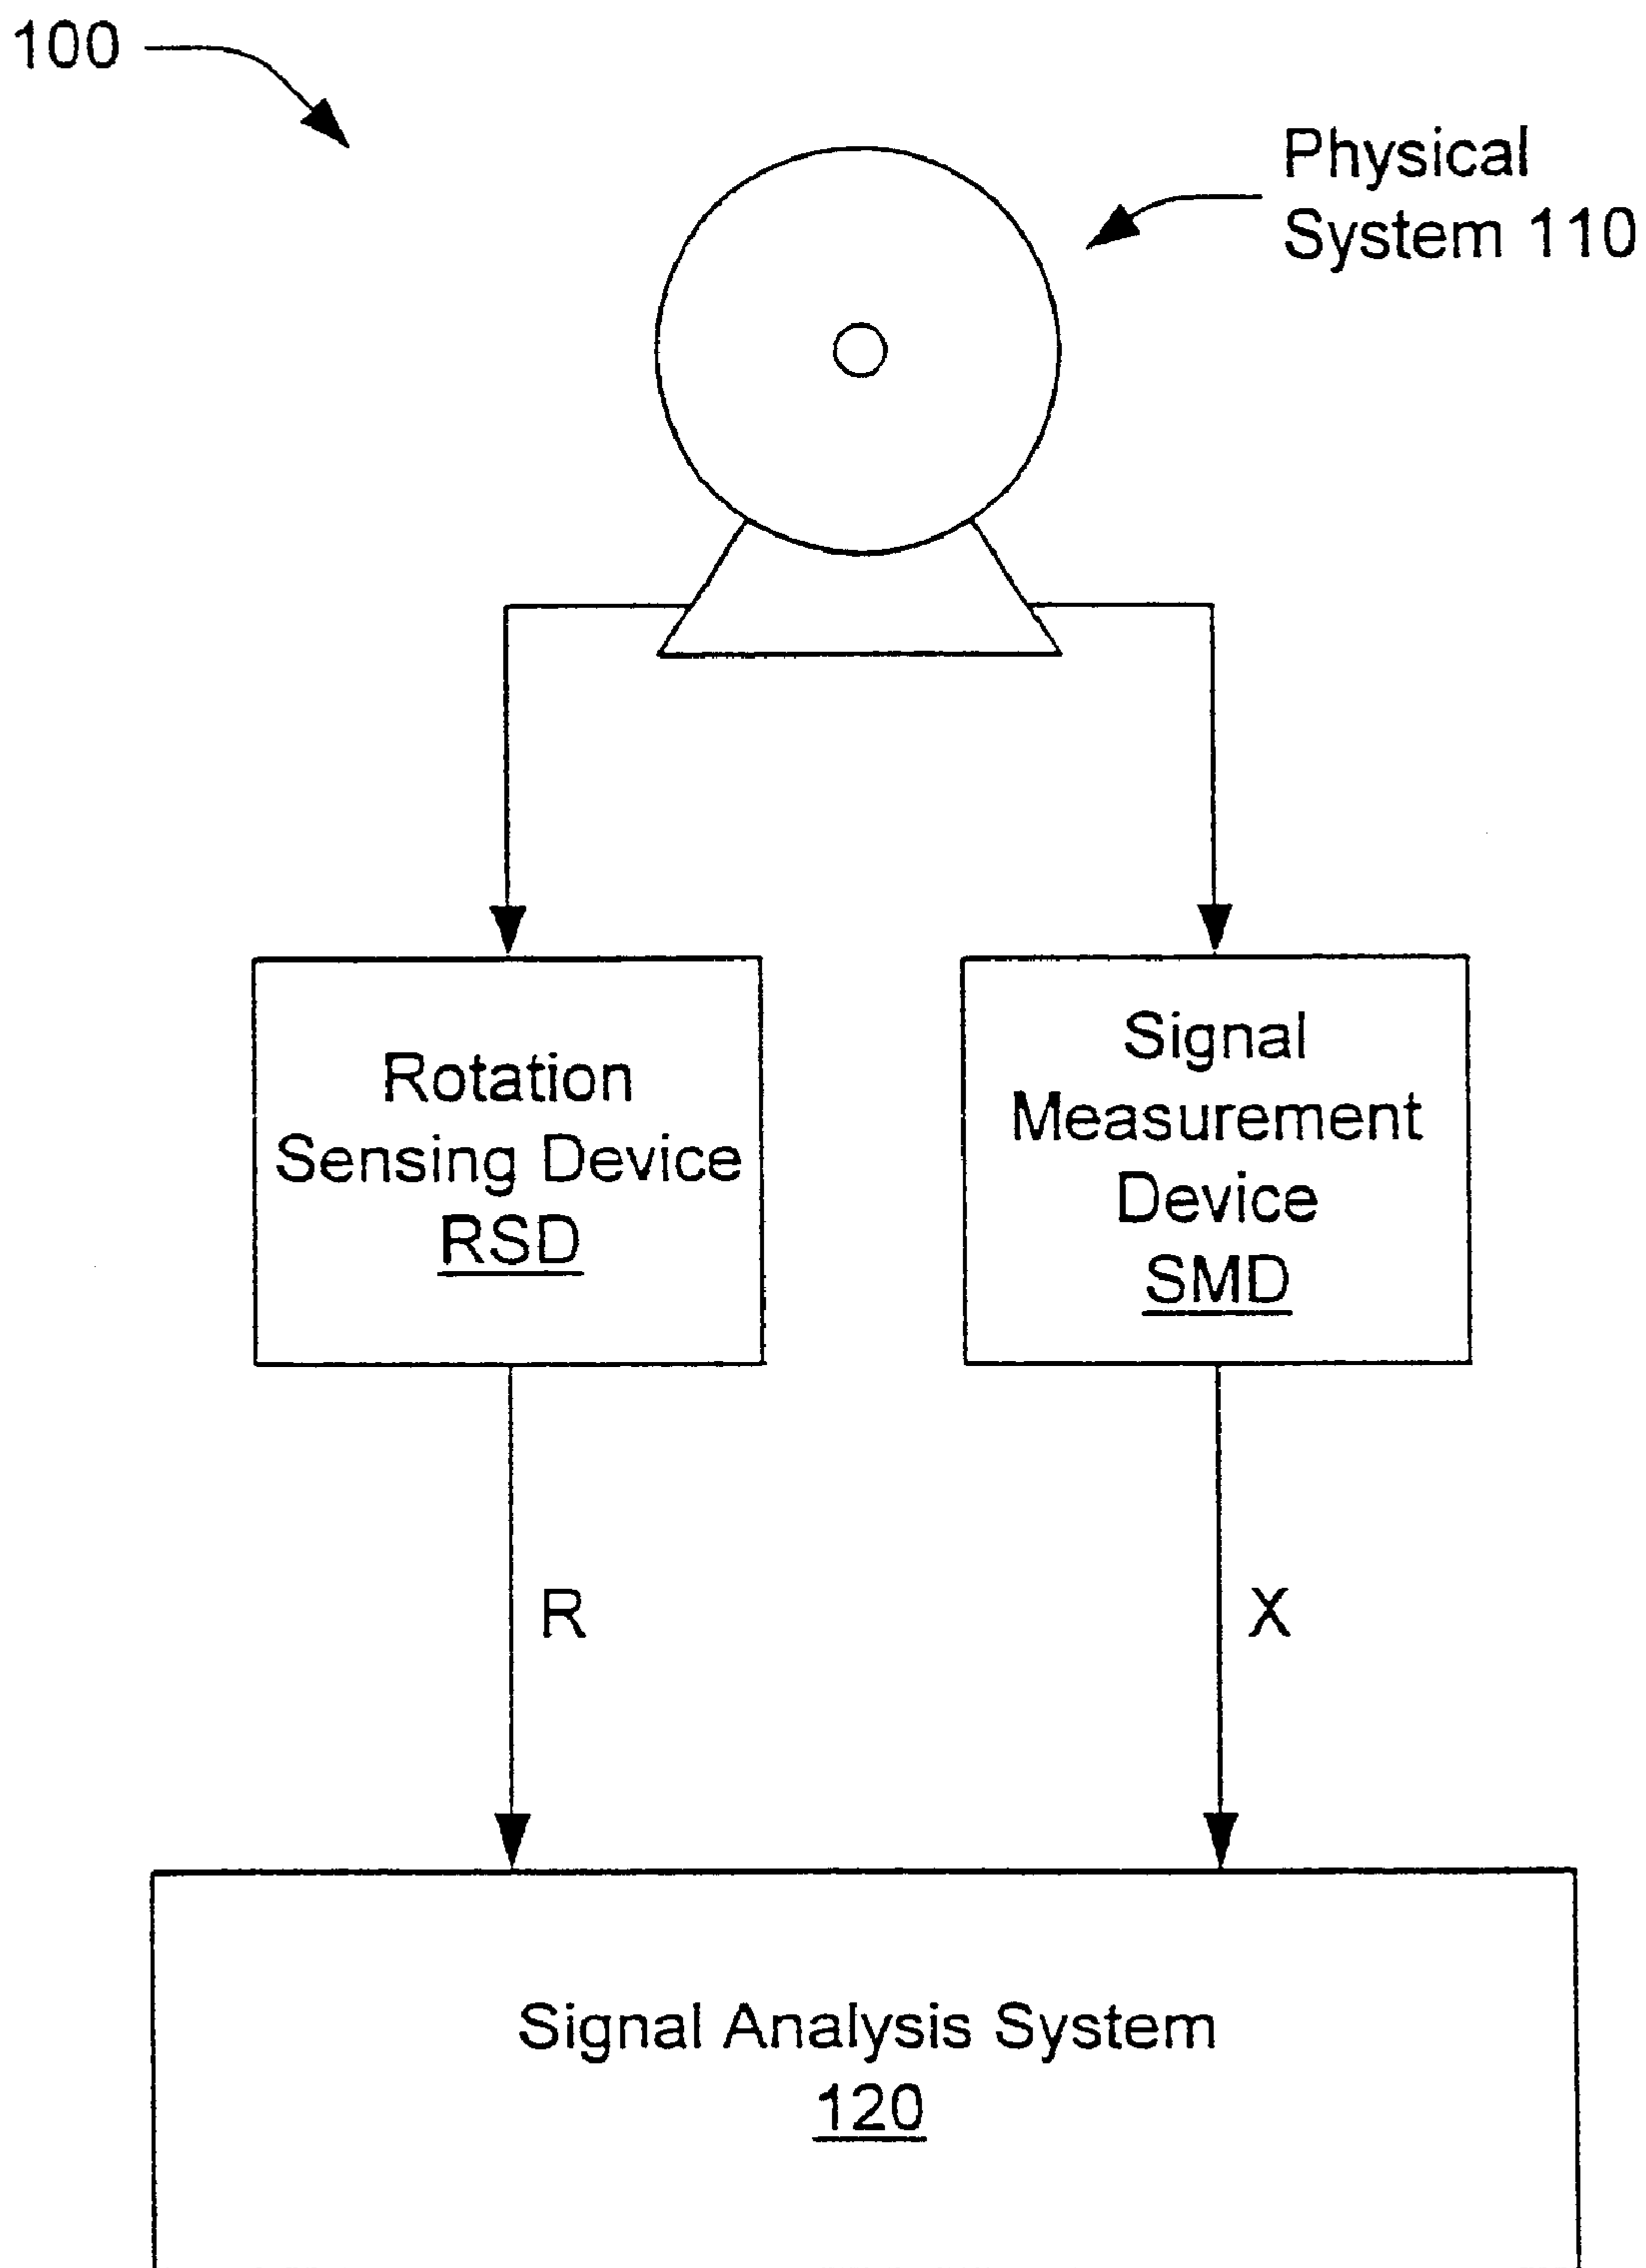 100
Physical
System 110
Rotation
Sensing Device
RSD
Signal
Measurement
Device
SMD
R
X
Signal Analysis System
120